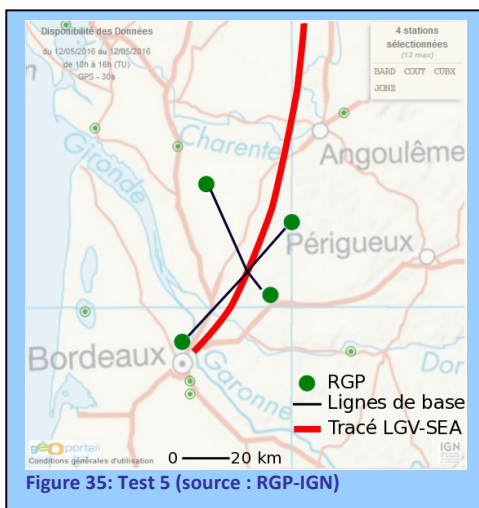 Disponibilité des Données
du 12/05/2016 au 12/05/2016
de 10h à 16h (TU)
GPS - 30s
4 stations
sélectionnées
(12 max)
BARD COUT CUBX
JONZ
Gironde
Charente
Angoulême
Périgueux
Bordeaux
Garonne
Dor
RGP
Lignes de base
Tracé LGV-SEA
géoportail
Conditions générales d'utilisation
0 20 km
IGN
Figure 35: Test 5 (source : RGP-IGN)